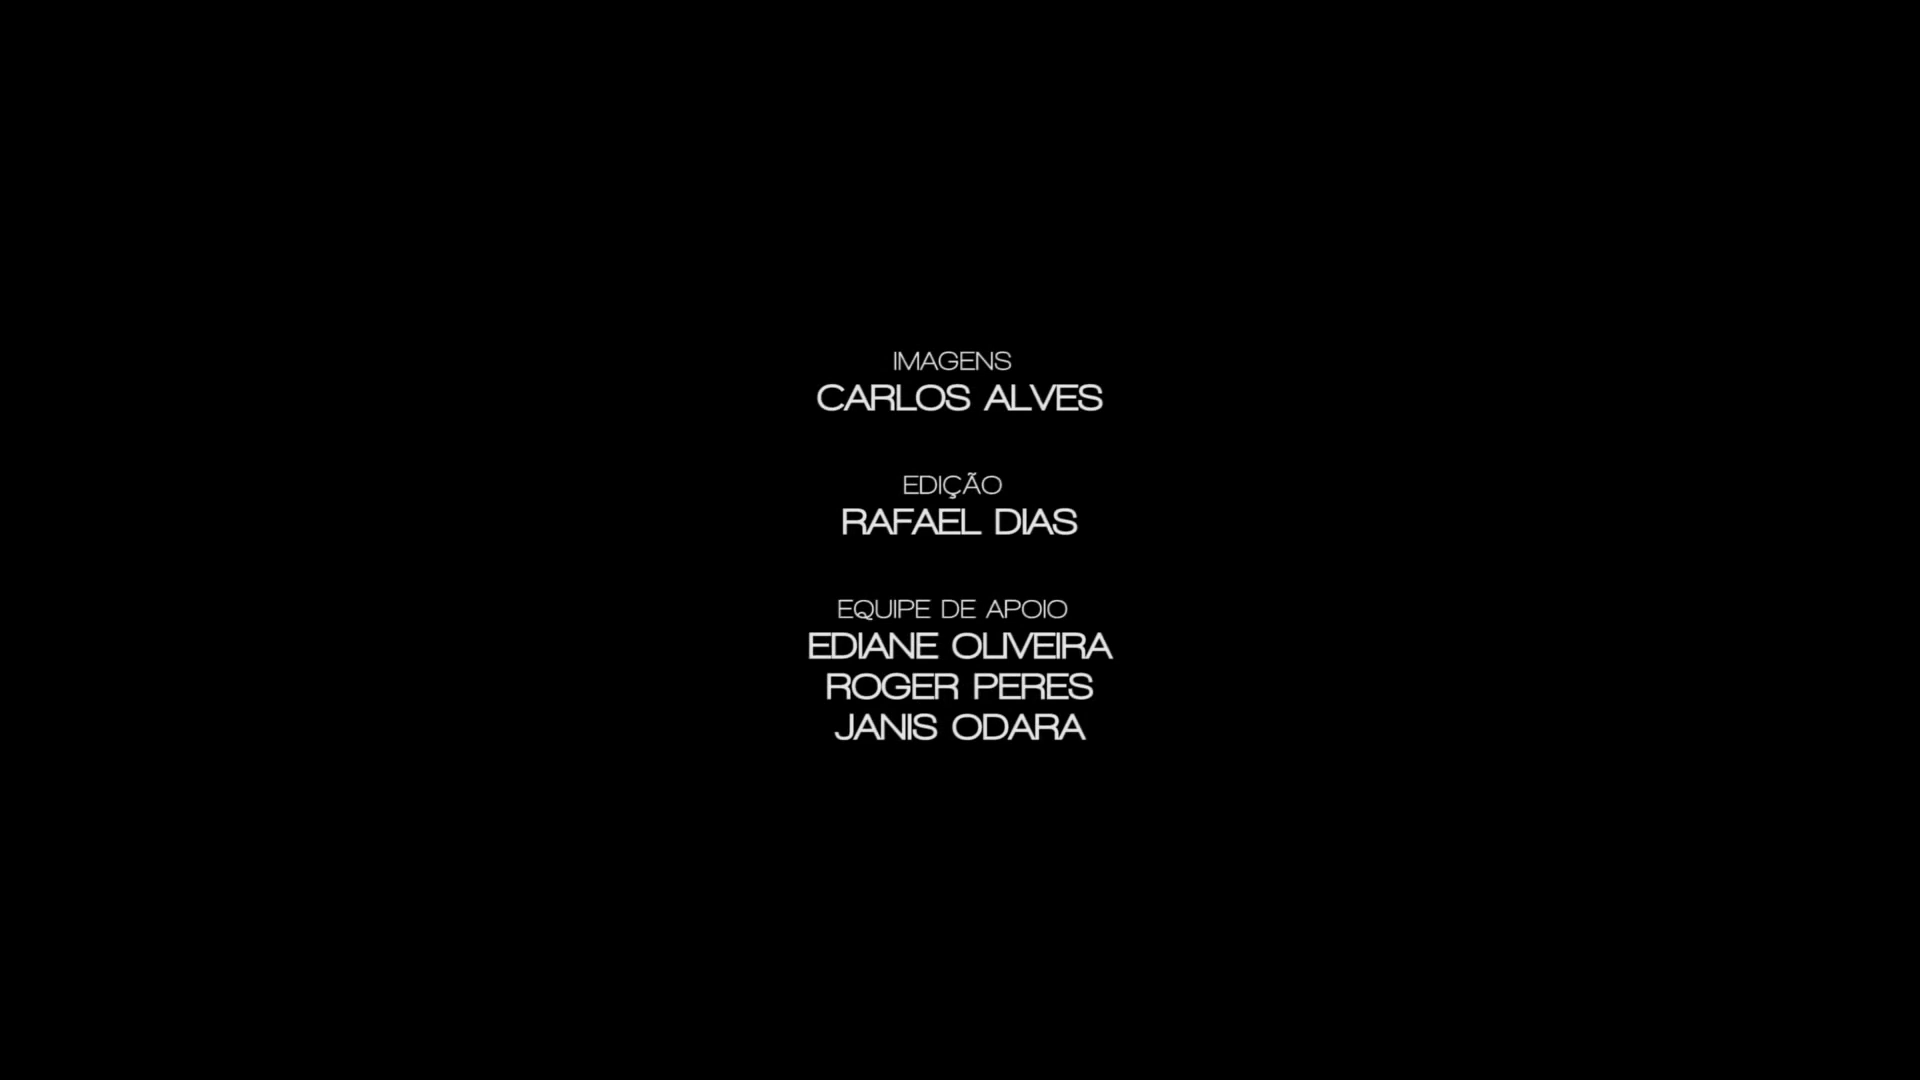 IMAGENS
CARLOS ALVES
EDIÇÃO
RAFAEL DIAS
EQUIPE DE APOIO
EDIANE OLIVEIRA
ROGER PERES
JANIS ODARA